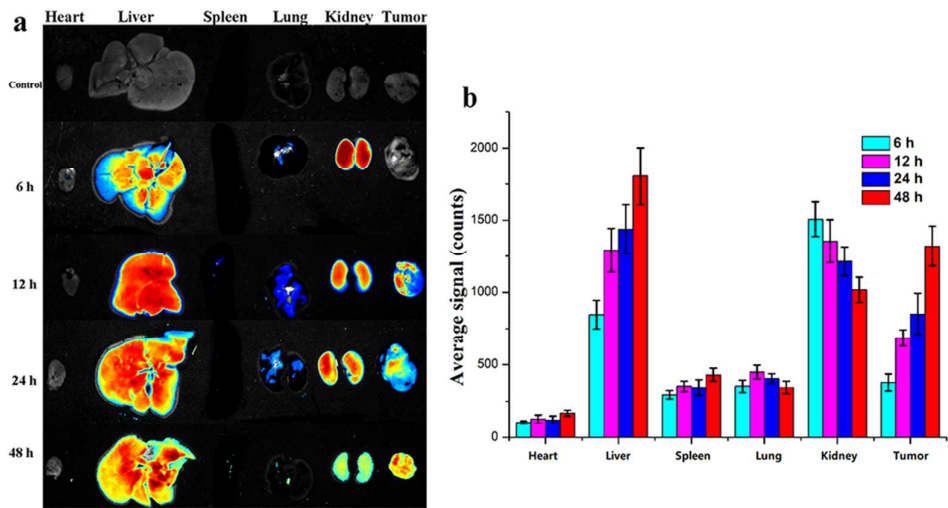 a
Heart Liver Spleen Lung Kidney Tumor
Control
6 h
12 h
24 h
48 h
b
Average signal ((counts)
2000
1500
1000
500
0
6 h
12 h
24 h
48 h
Heart Liver Spleen Lung Kidney Tumor